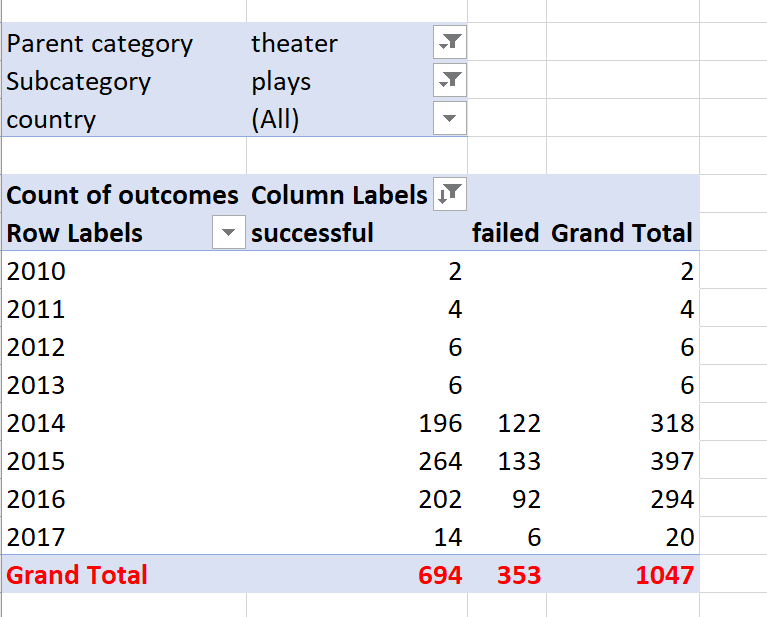 Parent category theater
Subcategory plays
country (All)
Count of outcomes Column Labels
Row Labels successful failed Grand Total
2010 2 2
2011 4 4
2012 6 6
2013 6 6
2014 196 122 318
2015 264 133 397
2016 202 92 294
2017 14 6 20
Grand Total 694 353 1047